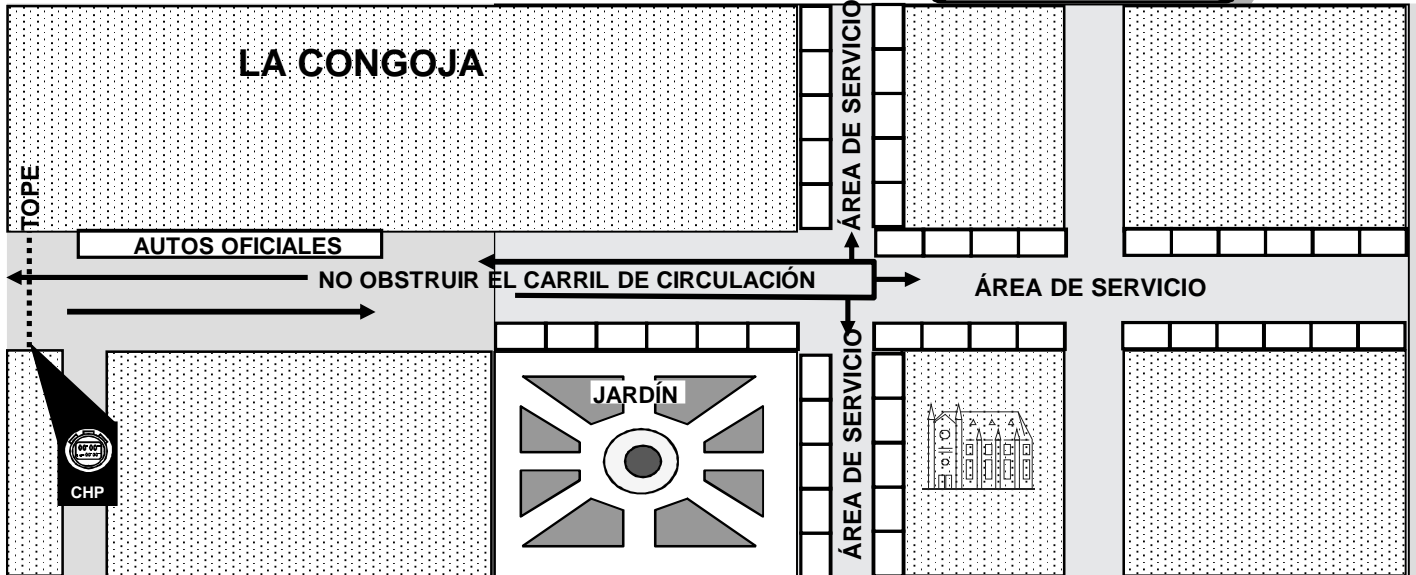 LA CONGOJA
ÁREA DE SERVICIO
TOPE
AUTOS OFICIALES
NO OBSTRUIR EL CARRIL DE CIRCULACIÓN
ÁREA DE SERVICIO
ÁREA DE SERVICIO
JARDÍN
CHP